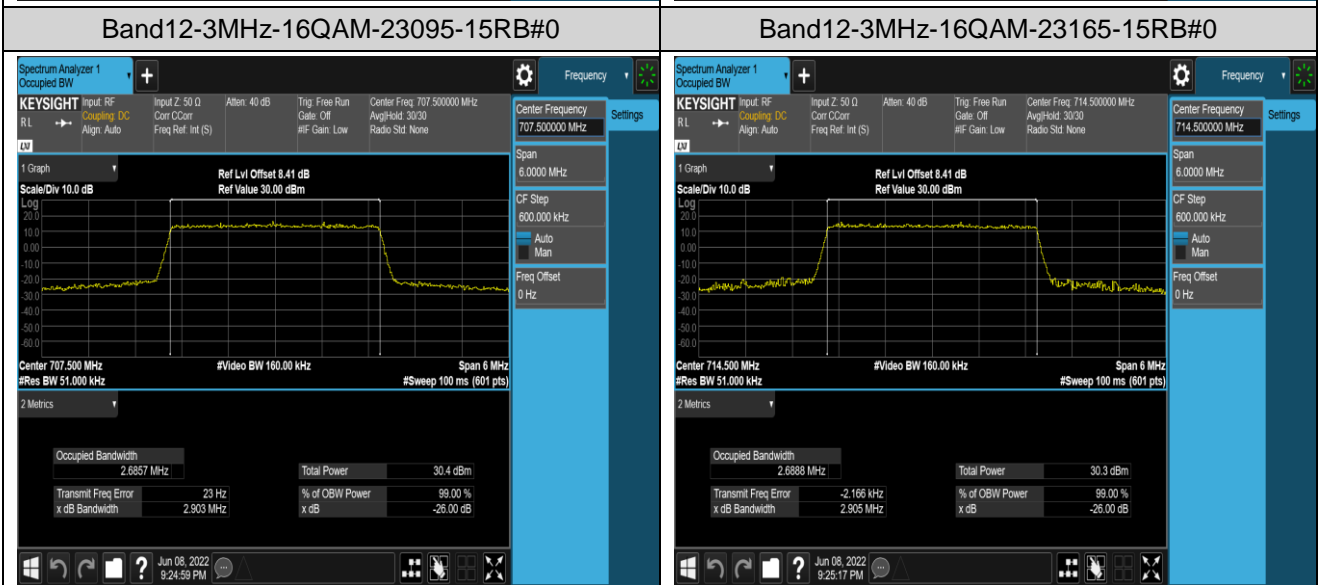 Band12-3MHz-16QAM-23095-15RB#0
Spectrum Analyzer 1
Occupied BW
+
Frequency
KEYSIGHT
RL
LXI
Input: RF
Coupling: DC
Align: Auto
Input Z: 50 Ω
Corr CCorr
Freq Ref: Int (S)
Atten: 40 dB
Trig: Free Run
Gate: Off
#IF Gain: Low
Center Freq: 707.500000 MHz
Avg|Hold: 30/30
Radio Std: None
Center Frequency
707.500000 MHz
Settings
Span
6.0000 MHz
CF Step
600.000 kHz
Auto
Man
Freq Offset
0 Hz
1 Graph
Scale/Div 10.0 dB
Ref Lvl Offset 8.41 dB
Ref Value 30.00 dBm
Log
20.0
10.0
0.00
-10.0
-20.0
-30.0
-40.0
-50.0
-60.0
Center 707.500 MHz
#Video BW 160.00 kHz
Span 6 MHz
#Res BW 51.000 kHz
#Sweep 100 ms (601 pts)
2 Metrics
Occupied Bandwidth
2.6857 MHz
Total Power 30.4 dBm
Transmit Freq Error 23 Hz
% of OBW Power 99.00 %
x dB Bandwidth 2.903 MHz
x dB -26.00 dB
?
Jun 08, 2022
9:24:59 PM
Band12-3MHz-16QAM-23165-15RB#0
Spectrum Analyzer 1
Occupied BW
+
Frequency
KEYSIGHT
RL
LXI
Input: RF
Coupling: DC
Align: Auto
Input Z: 50 Ω
Corr CCorr
Freq Ref: Int (S)
Atten: 40 dB
Trig: Free Run
Gate: Off
#IF Gain: Low
Center Freq: 714.500000 MHz
Avg|Hold: 30/30
Radio Std: None
Center Frequency
714.500000 MHz
Settings
Span
6.0000 MHz
CF Step
600.000 kHz
Auto
Man
Freq Offset
0 Hz
1 Graph
Scale/Div 10.0 dB
Ref Lvl Offset 8.41 dB
Ref Value 30.00 dBm
Log
20.0
10.0
0.00
-10.0
-20.0
-30.0
-40.0
-50.0
-60.0
Center 714.500 MHz
#Video BW 160.00 kHz
Span 6 MHz
#Res BW 51.000 kHz
#Sweep 100 ms (601 pts)
2 Metrics
Occupied Bandwidth
2.6888 MHz
Total Power 30.3 dBm
Transmit Freq Error -2.166 kHz
% of OBW Power 99.00 %
x dB Bandwidth 2.905 MHz
x dB -26.00 dB
?
Jun 08, 2022
9:25:17 PM